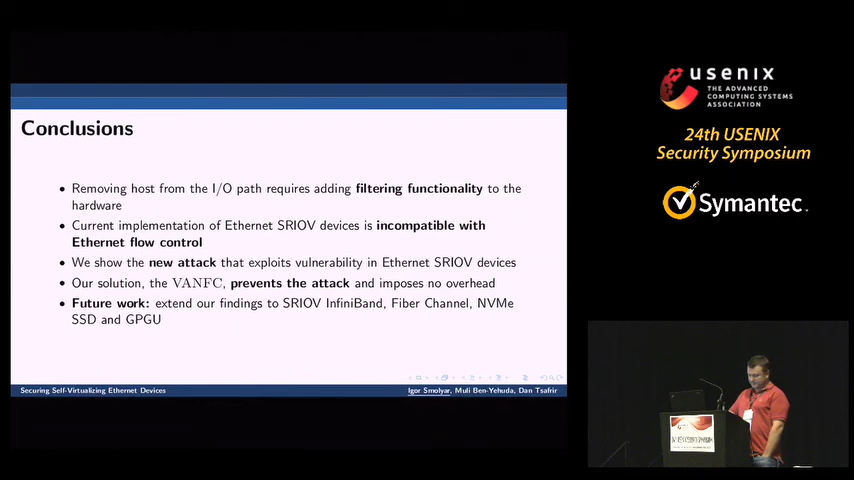 Conclusions
• Removing host from the I/O path requires adding filtering functionality to the
hardware
• Current implementation of Ethernet SRIOV devices is incompatible with
Ethernet flow control
• We show the new attack that exploits vulnerability in Ethernet SRIOV devices
• Our solution, the VANFC, prevents the attack and imposes no overhead
• Future work: extend our findings to SRIOV InfiniBand, Fiber Channel, NVMe
SSD and GPGU
Securing Self-Virtualizing Ethernet Devices
Igor Smolyar, Muli Ben-Yehuda, Dan Tsafrir
usenix
THE ADVANCED
COMPUTING SYSTEMS
ASSOCIATION
24th USENIX
Security Symposium
Symantec.